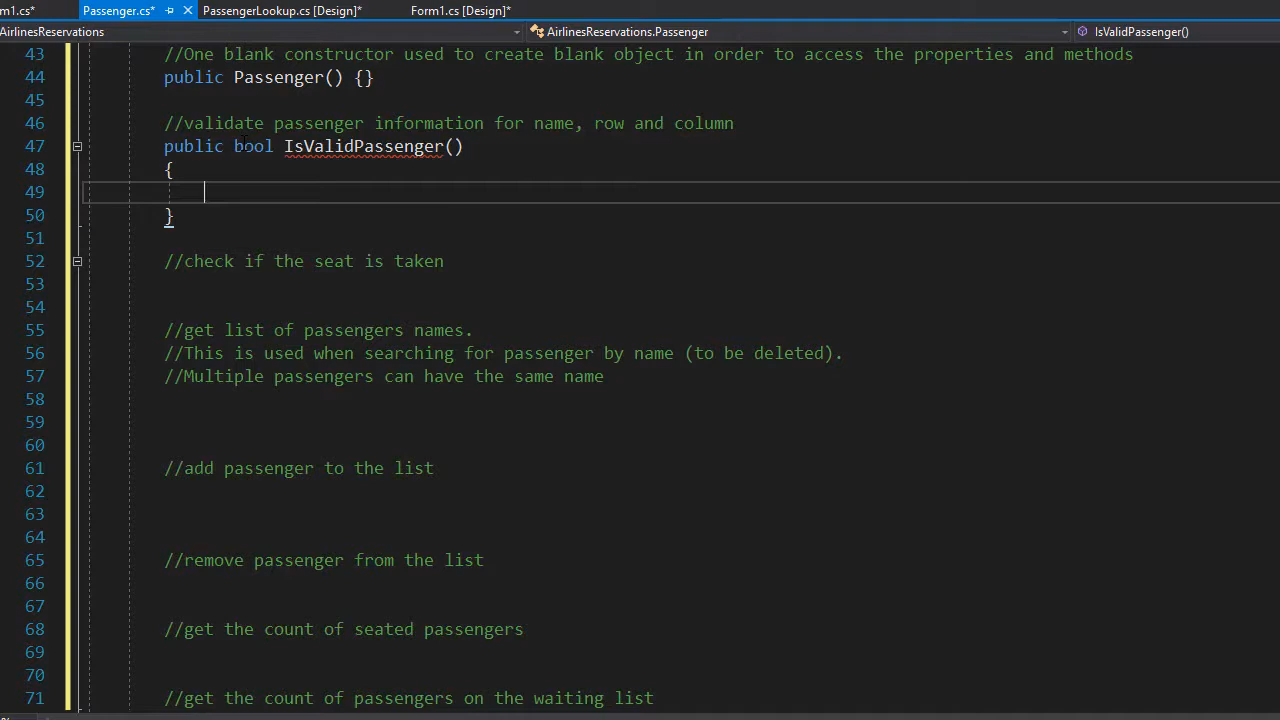 m1.cs* Passenger.cs* PassengerLookup.cs [Design]* Form1.cs [Design]*
AirlinesReservations AirlinesReservations.Passenger IsValidPassenger()
43 //One blank constructor used to create blank object in order to access the properties and methods
44 public Passenger() {}
45
46 //validate passenger information for name, row and column
47 public bool IsValidPassenger()
48 {
49
50 }
51
52 //check if the seat is taken
53
54
55 //get list of passengers names.
56 //This is used when searching for passenger by name (to be deleted).
57 //Multiple passengers can have the same name
58
59
60
61 //add passenger to the list
62
63
64
65 //remove passenger from the list
66
67
68 //get the count of seated passengers
69
70
71 //get the count of passengers on the waiting list
%